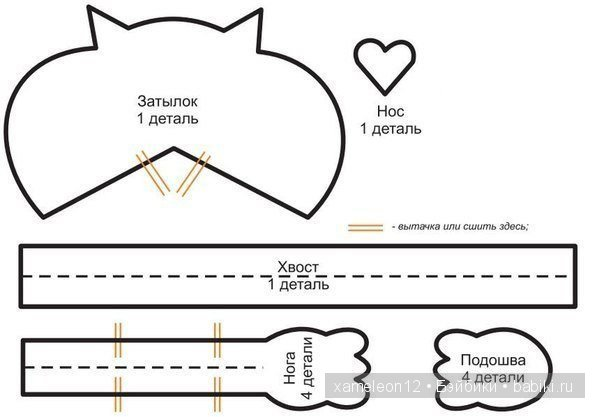 Затылок
1 деталь
Нос
1 деталь
- вытачка или сшить здесь;
Хвост
1 деталь
Нога
4 детали
Подошва
4 детали
xameleon12 • Бэйбики • babiki.ru